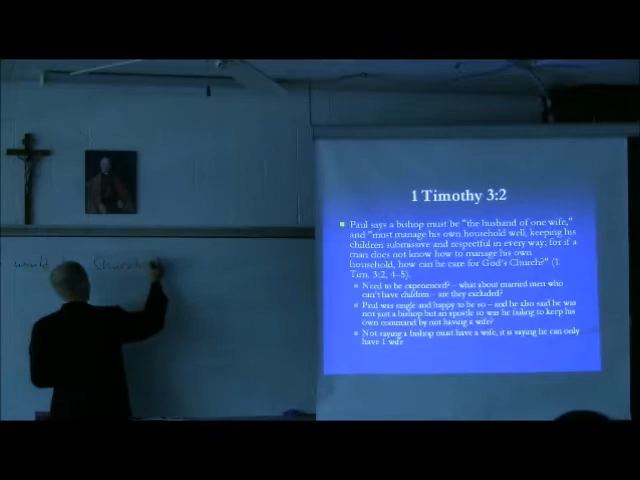 would Church
1 Timothy 3:2
Paul says a bishop must be "the husband of one wife,"
and "must manage his own household well, keeping his
children submissive and respectful in every way; for if a
man does not know how to manage his own
household, how can he care for God's Church?" (1
Tim. 3:2, 4–5).
Need to be experienced? – what about married men who
can't have children – are they excluded?
Paul was single and happy to be so – and he also said he was
not just a bishop but an apostle so was he failing to keep his
own command by not having a wife?
Not saying a bishop must have a wife, it is saying he can only
have 1 wife